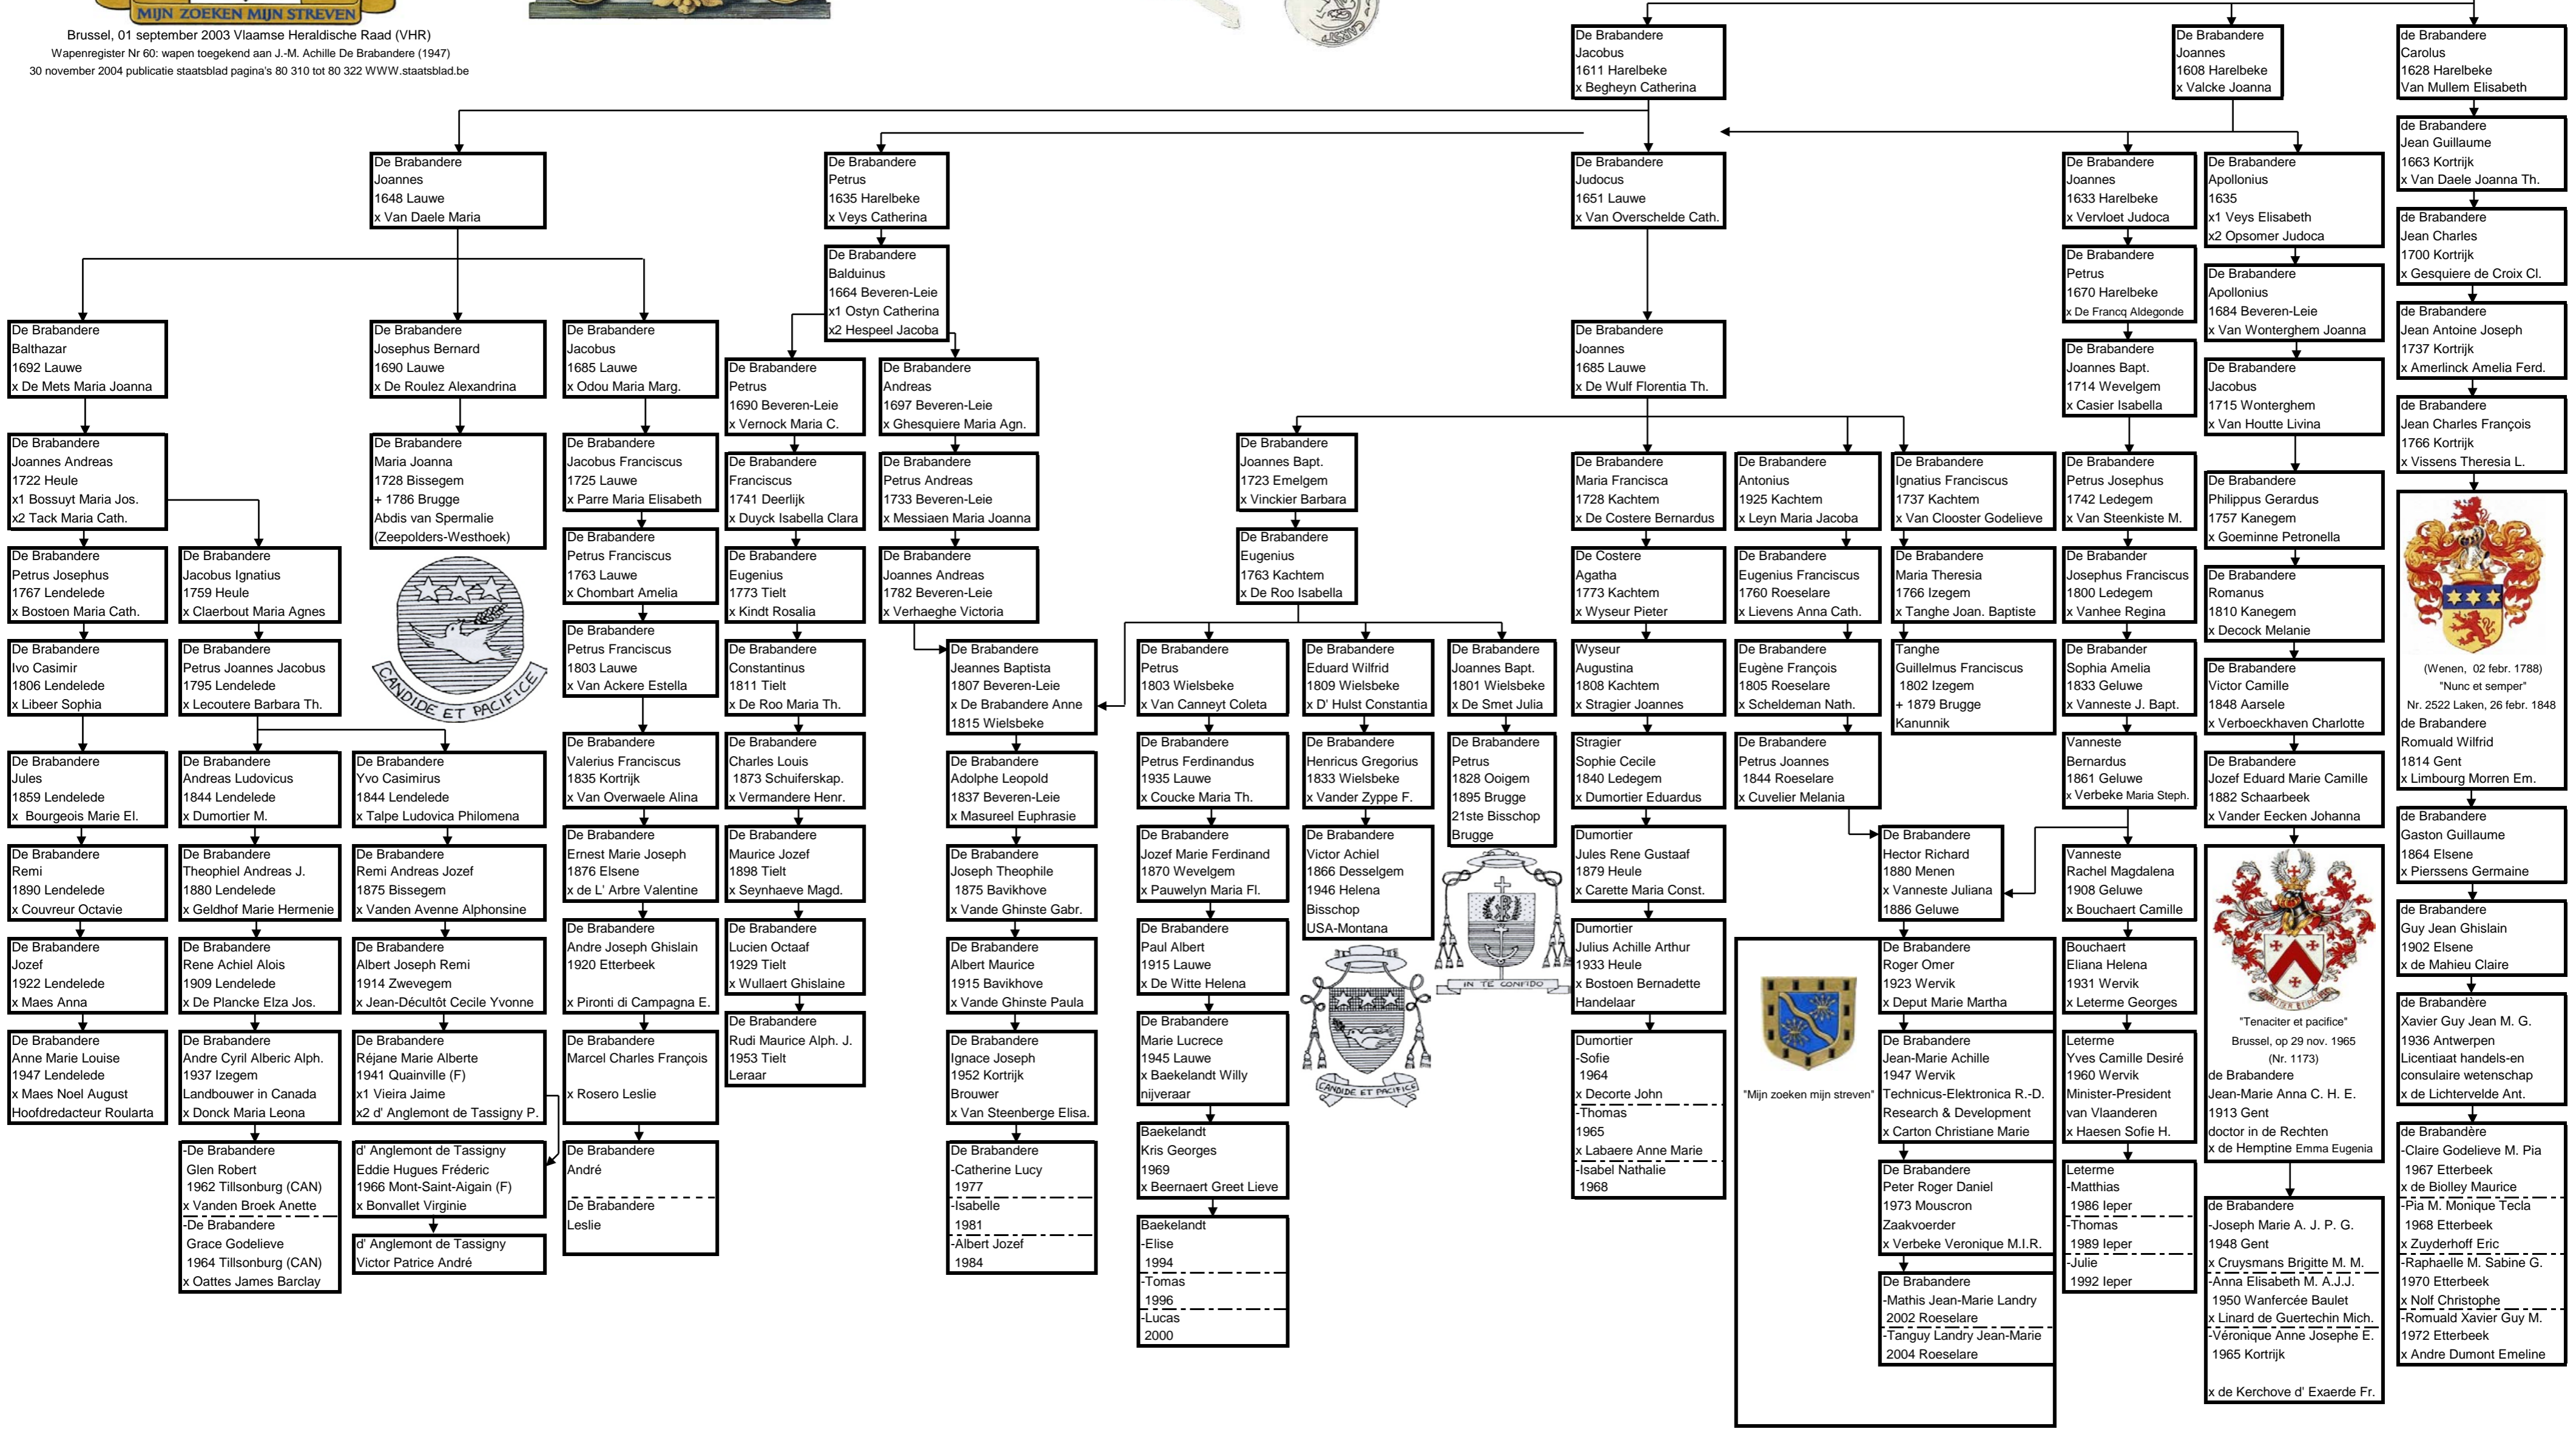 MIJN ZOEKEN MIJN STREVEN
Brussel, 01 september 2003 Vlaamse Heraldische Raad (VHR)
Wapenregister Nr 60: wapen toegekend aan J.-M. Achille De Brabandere (1947)
30 november 2004 publicatie staatsblad pagina's 80 310 tot 80 322 WWW.staatsblad.be
De Brabandere
Jacobus
1611 Harelbeke
x Begheyn Catherina
De Brabandere
Joannes
1608 Harelbeke
x Valcke Joanna
de Brabandere
Carolus
1628 Harelbeke
Van Mullem Elisabeth
de Brabandere
Jean Guillaume
1663 Kortrijk
x Van Daele Joanna Th.
De Brabandere
Joannes
1648 Lauwe
x Van Daele Maria
De Brabandere
Petrus
1635 Harelbeke
x Veys Catherina
De Brabandere
Judocus
1651 Lauwe
x Van Overschelde Cath.
De Brabandere
Joannes
1633 Harelbeke
x Vervloet Judoca
De Brabandere
Apollonius
1635
x1 Veys Elisabeth
x2 Opsomer Judoca
de Brabandere
Jean Charles
1700 Kortrijk
x Gesquiere de Croix Cl.
De Brabandere
Balduinus
1664 Beveren-Leie
x1 Ostyn Catherina
x2 Hespeel Jacoba
De Brabandere
Petrus
1670 Harelbeke
x De Francq Aldegonde
De Brabandere
Apollonius
1684 Beveren-Leie
x Van Wonterghem Joanna
de Brabandere
Jean Antoine Joseph
1737 Kortrijk
x Amerlinck Amelia Ferd.
De Brabandere
Balthazar
1692 Lauwe
x De Mets Maria Joanna
De Brabandere
Josephus Bernard
1690 Lauwe
x De Roulez Alexandrina
De Brabandere
Jacobus
1685 Lauwe
x Odou Maria Marg.
De Brabandere
Petrus
1690 Beveren-Leie
x Vernock Maria C.
De Brabandere
Andreas
1697 Beveren-Leie
x Ghesquiere Maria Agn.
De Brabandere
Joannes
1685 Lauwe
x De Wulf Florentia Th.
De Brabandere
Joannes Bapt.
1714 Wevelgem
x Casier Isabella
De Brabandere
Jacobus
1715 Wonterghem
x Van Houtte Livina
de Brabandere
Jean Charles François
1766 Kortrijk
x Vissens Theresia L.
De Brabandere
Joannes Andreas
1722 Heule
x1 Bossuyt Maria Jos.
x2 Tack Maria Cath.
De Brabandere
Maria Joanna
1728 Bissegem
+ 1786 Brugge
Abdis van Spermalie
(Zeepolders-Westhoek)
De Brabandere
Jacobus Franciscus
1725 Lauwe
x Parre Maria Elisabeth
De Brabandere
Franciscus
1741 Deerlijk
x Duyck Isabella Clara
De Brabandere
Petrus Andreas
1733 Beveren-Leie
x Messiaen Maria Joanna
De Brabandere
Joannes Bapt.
1723 Emelgem
x Vinckier Barbara
De Brabandere
Maria Francisca
1728 Kachtem
x De Costere Bernardus
De Brabandere
Antonius
1925 Kachtem
x Leyn Maria Jacoba
De Brabandere
Ignatius Franciscus
1737 Kachtem
x Van Clooster Godelieve
De Brabandere
Petrus Josephus
1742 Ledegem
x Van Steenkiste M.
De Brabandere
Philippus Gerardus
1757 Kanegem
x Goeminne Petronella
De Brabandere
Petrus Josephus
1767 Lendelede
x Bostoen Maria Cath.
De Brabandere
Jacobus Ignatius
1759 Heule
x Claerbout Maria Agnes
De Brabandere
Petrus Franciscus
1763 Lauwe
x Chombart Amelia
De Brabandere
Eugenius
1773 Tielt
x Kindt Rosalia
De Brabandere
Joannes Andreas
1782 Beveren-Leie
x Verhaeghe Victoria
De Brabandere
Eugenius
1763 Kachtem
x De Roo Isabella
De Costere
Agatha
1773 Kachtem
x Wyseur Pieter
De Brabandere
Eugenius Franciscus
1760 Roeselare
x Lievens Anna Cath.
De Brabander
Maria Theresia
1766 Izegem
x Tanghe Joan. Baptiste
De Brabander
Josephus Franciscus
1800 Ledegem
x Vanhee Regina
De Brabandere
Romanus
1810 Kanegem
x Decock Melanie
De Brabandere
Ivo Casimir
1806 Lendelede
x Libeer Sophia
De Brabandere
Petrus Joannes Jacobus
1795 Lendelede
x Lecoutere Barbara Th.
CANDIDE ET PACIFICE
De Brabandere
Petrus Franciscus
1803 Lauwe
x Van Ackere Estella
De Brabandere
Constantinus
1811 Tielt
x De Roo Maria Th.
De Brabandere
Jeannes Baptista
1807 Beveren-Leie
x De Brabandere Anne
1815 Wielsbeke
De Brabandere
Petrus
1803 Wielsbeke
x Van Canneyt Coleta
De Brabandere
Eduard Wilfrid
1809 Wielsbeke
x D' Hulst Constantia
De Brabandere
Joannes Bapt.
1801 Wielsbeke
x De Smet Julia
Wyseur
Augustina
1808 Kachtem
x Stragier Joannes
De Brabandere
Eugène François
1805 Roeselare
x Scheldeman Nath.
Tanghe
Guillelmus Franciscus
1802 Izegem
+ 1879 Brugge
Kanunnik
De Brabander
Sophia Amelia
1833 Geluwe
x Vanneste J. Bapt.
De Brabandere
Victor Camille
1848 Aarsele
x Verboeckhaven Charlotte
(Wenen, 02 febr. 1788)
"Nunc et semper"
Nr. 2522 Laken, 26 febr. 1848
de Brabandere
Romuald Wilfrid
1814 Gent
x Limbourg Morren Em.
De Brabandere
Jules
1859 Lendelede
x Bourgeois Marie El.
De Brabandere
Andreas Ludovicus
1844 Lendelede
x Dumortier M.
De Brabandere
Yvo Casimirus
1844 Lendelede
x Talpe Ludovica Philomena
De Brabandere
Valerius Franciscus
1835 Kortrijk
x Van Overwaele Alina
De Brabandere
Charles Louis
1873 Schuiferskap.
x Vermandere Henr.
De Brabandere
Adolphe Leopold
1837 Beveren-Leie
x Masureel Euphrasie
De Brabandere
Petrus Ferdinandus
1935 Lauwe
x Coucke Maria Th.
De Brabandere
Henricus Gregorius
1833 Wielsbeke
x Vander Zyppe F.
De Brabandere
Petrus
1828 Ooigem
1895 Brugge
21ste Bisschop
Brugge
Stragier
Sophie Cecile
1840 Ledegem
x Dumortier Eduardus
De Brabandere
Petrus Joannes
1844 Roeselare
x Cuvelier Melania
Vanneste
Bernardus
1861 Geluwe
x Verbeke Maria Steph.
De Brabandere
Jozef Eduard Marie Camille
1882 Schaarbeek
x Vander Eecken Johanna
de Brabandere
Gaston Guillaume
1864 Elsene
x Pierssens Germaine
De Brabandere
Remi
1890 Lendelede
x Couvreur Octavie
De Brabandere
Theophiel Andreas J.
1880 Lendelede
x Geldhof Marie Hermenie
De Brabandere
Remi Andreas Jozef
1875 Bissegem
x Vanden Avenne Alphonsine
De Brabandere
Ernest Marie Joseph
1876 Elsene
x de L' Arbre Valentine
De Brabandere
Maurice Jozef
1898 Tielt
x Seynhaeve Magd.
De Brabandere
Joseph Theophile
1875 Bavikhove
x Vande Ghinste Gabr.
De Brabandere
Jozef Marie Ferdinand
1870 Wevelgem
x Pauwelyn Maria Fl.
De Brabandere
Victor Achiel
1866 Desselgem
1946 Helena
Bisschop
USA-Montana
IN TE CONFIDO
Dumortier
Jules Rene Gustaaf
1879 Heule
x Carette Maria Const.
De Brabandere
Hector Richard
1880 Menen
x Vanneste Juliana
1886 Geluwe
Vanneste
Rachel Magdalena
1908 Geluwe
x Bouchaert Camille
de Brabandere
Guy Jean Ghislain
1902 Elsene
x de Mahieu Claire
De Brabandere
Jozef
1922 Lendelede
x Maes Anna
De Brabandere
Rene Achiel Alois
1909 Lendelede
x De Plancke Elza Jos.
De Brabandere
Albert Joseph Remi
1914 Zwevegem
x Jean-Décultôt Cecile Yvonne
De Brabandere
Andre Joseph Ghislain
1920 Etterbeek
x Pironti di Campagna E.
De Brabandere
Lucien Octaaf
1929 Tielt
x Wullaert Ghislaine
De Brabandere
Albert Maurice
1915 Bavikhove
x Vande Ghinste Paula
De Brabandere
Paul Albert
1915 Lauwe
x De Witte Helena
CANDIDE ET PACIFICE
Dumortier
Julius Achille Arthur
1933 Heule
x Bostoen Bernadette
Handelaar
"Mijn zoeken mijn streven"
De Brabandere
Roger Omer
1923 Wervik
x Deput Marie Martha
Bouchaert
Eliana Helena
1931 Wervik
x Leterme Georges
"Tenaciter et pacifice"
Brussel, op 29 nov. 1965
(Nr. 1173)
de Brabandere
Jean-Marie Anna C. H. E.
1913 Gent
doctor in de Rechten
x de Hemptine Emma Eugenia
de Brabandère
Xavier Guy Jean M. G.
1936 Antwerpen
Licentiaat handels-en
consulaire wetenschap
x de Lichtervelde Ant.
De Brabandere
Anne Marie Louise
1947 Lendelede
x Maes Noel August
Hoofdredacteur Roularta
De Brabandere
Andre Cyril Alberic Alph.
1937 Izegem
Landbouwer in Canada
x Donck Maria Leona
De Brabandere
Réjane Marie Alberte
1941 Quainville (F)
x1 Vieira Jaime
x2 d' Anglemont de Tassigny P.
De Brabandere
Marcel Charles François
x Rosero Leslie
De Brabandere
Rudi Maurice Alph. J.
1953 Tielt
Leraar
De Brabandere
Ignace Joseph
1952 Kortrijk
Brouwer
x Van Steenberge Elisa.
De Brabandere
Marie Lucrece
1945 Lauwe
x Baekelandt Willy
nijveraar
Dumortier
-Sofie
1964
x Decorte John
-Thomas
1965
x Labaere Anne Marie
-Isabel Nathalie
1968
De Brabandere
Jean-Marie Achille
1947 Wervik
Technicus-Elektronica R.-D.
Research & Development
x Carton Christiane Marie
Leterme
Yves Camille Desiré
1960 Wervik
Minister-President
van Vlaanderen
x Haesen Sofie H.
-De Brabandere
Glen Robert
1962 Tillsonburg (CAN)
x Vanden Broek Anette
-De Brabandere
Grace Godelieve
1964 Tillsonburg (CAN)
x Oattes James Barclay
d' Anglemont de Tassigny
Eddie Hugues Fréderic
1966 Mont-Saint-Aigain (F)
x Bonvallet Virginie
d' Anglemont de Tassigny
Victor Patrice André
De Brabandere
André
De Brabandere
Leslie
De Brabandere
-Catherine Lucy
1977
-Isabelle
1981
-Albert Jozef
1984
Baekelandt
Kris Georges
1969
x Beernaert Greet Lieve
Baekelandt
-Elise
1994
-Tomas
1996
-Lucas
2000
De Brabandere
Peter Roger Daniel
1973 Mouscron
Zaakvoerder
x Verbeke Veronique M.I.R.
De Brabandere
-Mathis Jean-Marie Landry
2002 Roeselare
-Tanguy Landry Jean-Marie
2004 Roeselare
Leterme
-Matthias
1986 Ieper
-Thomas
1989 Ieper
-Julie
1992 Ieper
de Brabandere
-Joseph Marie A. J. P. G.
1948 Gent
x Cruysmans Brigitte M. M.
-Anna Elisabeth M. A.J.J.
1950 Wanfercée Baulet
x Linard de Guertechin Mich.
-Véronique Anne Josephe E.
1965 Kortrijk
x de Kerchove d' Exaerde Fr.
de Brabandère
-Claire Godelieve M. Pia
1967 Etterbeek
x de Biolley Maurice
-Pia M. Monique Tecla
1968 Etterbeek
x Zuyderhoff Eric
-Raphaelle M. Sabine G.
1970 Etterbeek
x Nolf Christophe
-Romuald Xavier Guy M.
1972 Etterbeek
x Andre Dumont Emeline